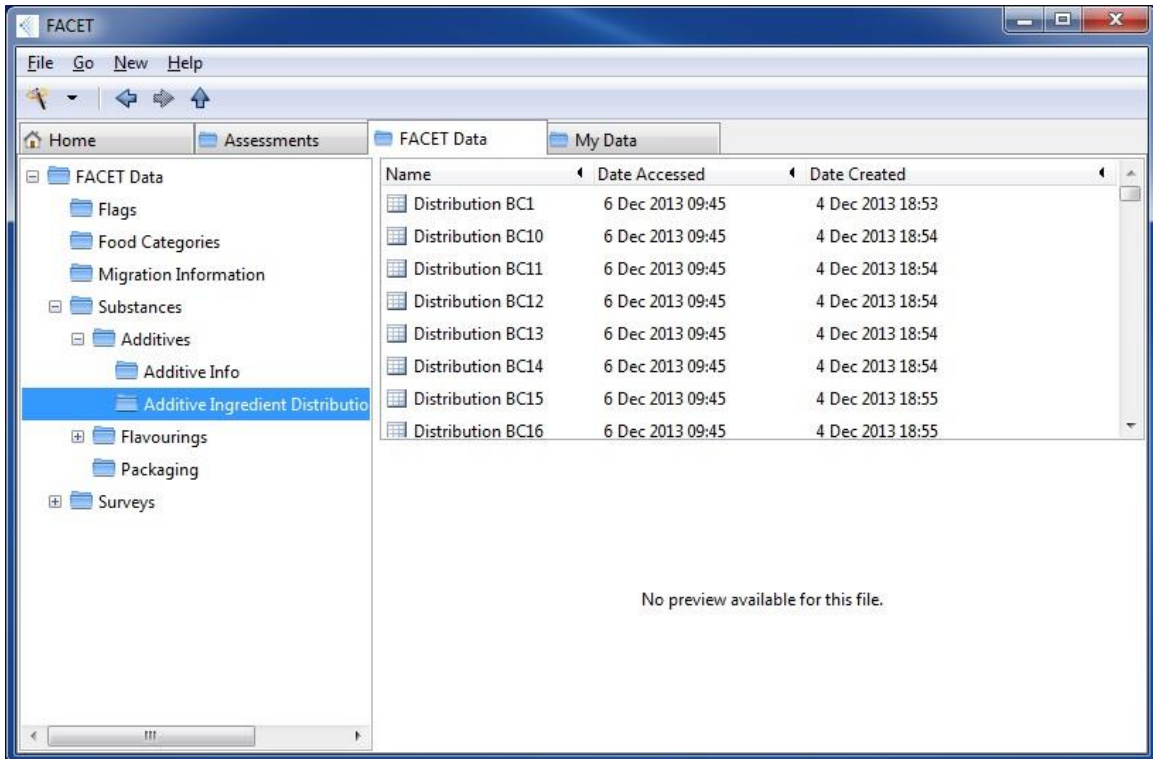 FACET
File Go New Help
Home Assessments FACET Data My Data
FACET Data
Flags
Food Categories
Migration Information
Substances
Additives
Additive Info
Additive Ingredient Distributio
Flavourings
Packaging
Surveys
Name Date Accessed Date Created
Distribution BC1 6 Dec 2013 09:45 4 Dec 2013 18:53
Distribution BC10 6 Dec 2013 09:45 4 Dec 2013 18:54
Distribution BC11 6 Dec 2013 09:45 4 Dec 2013 18:54
Distribution BC12 6 Dec 2013 09:45 4 Dec 2013 18:54
Distribution BC13 6 Dec 2013 09:45 4 Dec 2013 18:54
Distribution BC14 6 Dec 2013 09:45 4 Dec 2013 18:54
Distribution BC15 6 Dec 2013 09:45 4 Dec 2013 18:55
Distribution BC16 6 Dec 2013 09:45 4 Dec 2013 18:55
No preview available for this file.